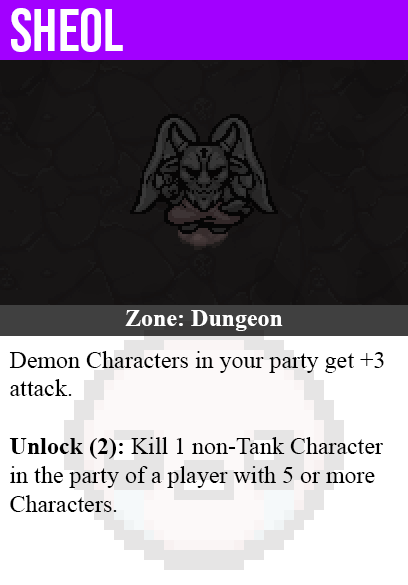 SHEOL
Zone: Dungeon
Demon Characters in your party get +3
attack.
Unlock (2): Kill 1 non-Tank Character
in the party of a player with 5 or more
Characters.